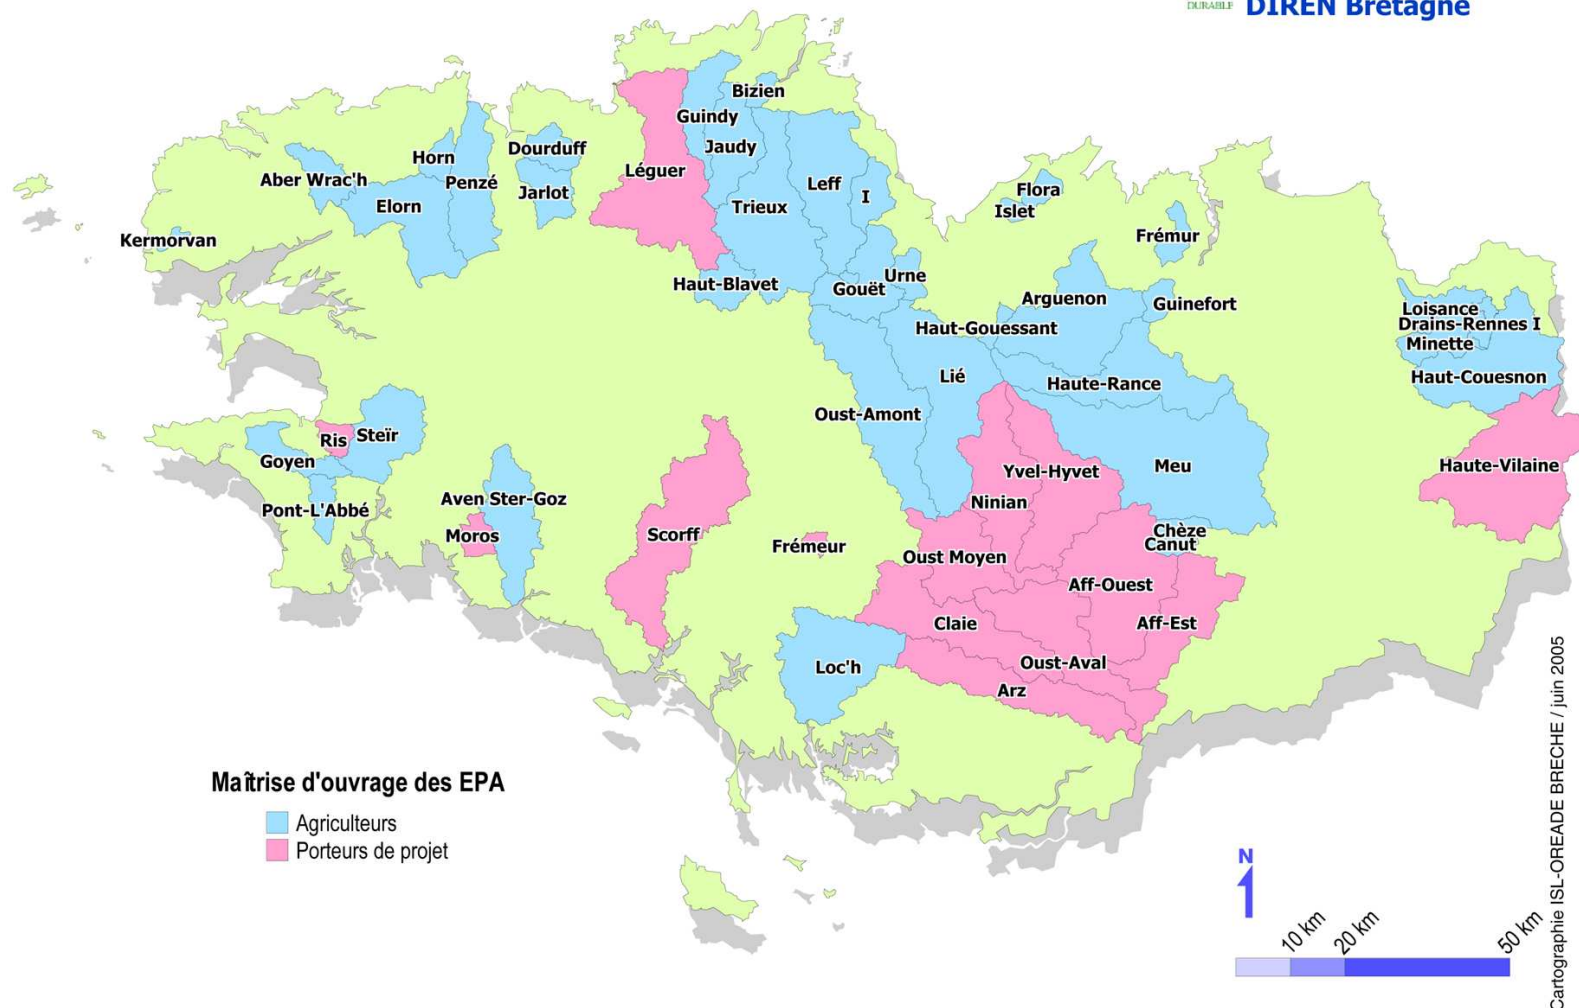 DURABLE
DIREN Bretagne
Bizien
Guindy
Jaudy
Dourduff
Horn
Aber Wrac'h
Penzé
Jarlot
Elorn
Léguer
Leff
I
Trieux
Flora
Islet
Kermorvan
Frémur
Haut-Blavet
Urne
Gouët
Arguenon
Guinefort
Haut-Gouessant
Loisance
Drains-Rennes I
Minette
Lié
Haute-Rance
Haut-Couesnon
Oust-Amont
Ris
Steïr
Goyen
Meu
Haute-Vilaine
Yvel-Hyvet
Ninian
Aven Ster-Goz
Pont-L'Abbé
Moros
Scorff
Frémeur
Chèze
Canut
Oust Moyen
Aff-Ouest
Claie
Aff-Est
Loc'h
Oust-Aval
Arz
Maîtrise d'ouvrage des EPA
Agriculteurs
Porteurs de projet
N
10 km
20 km
50 km
Cartographie ISL-OREADE BRECHE / juin 2005